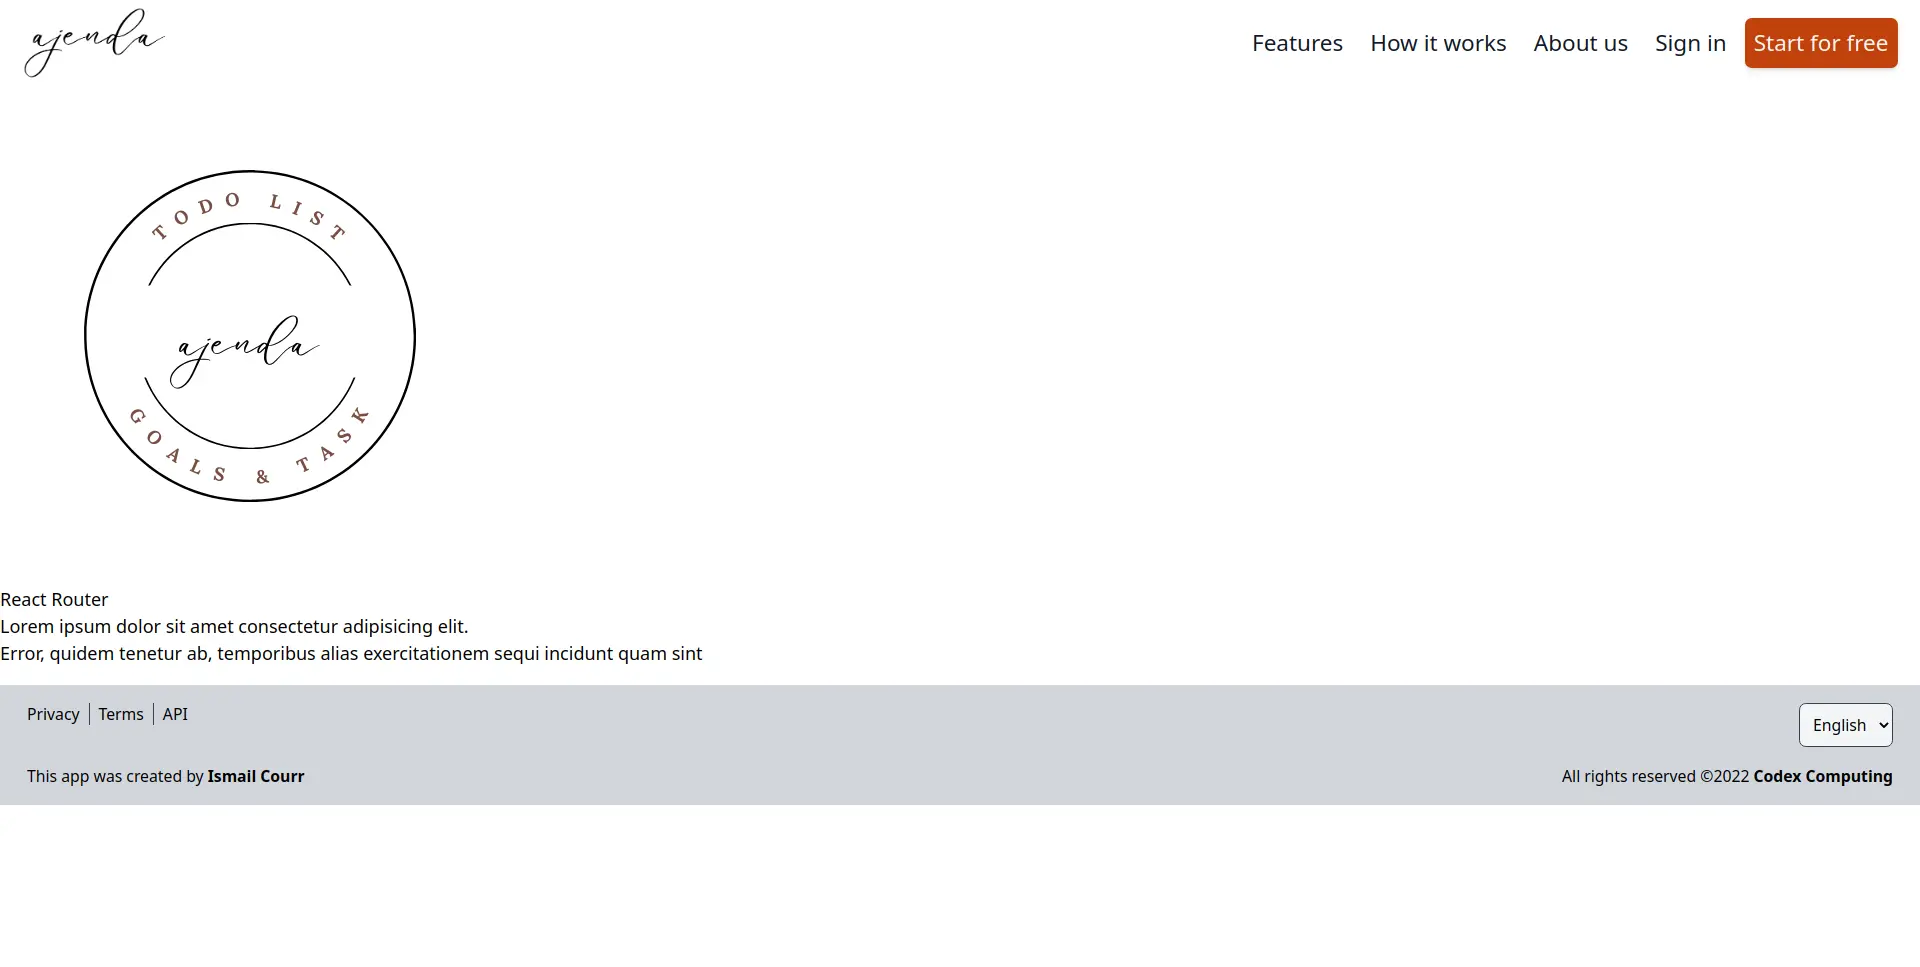 ajenda
Features How it works About us Sign in Start for free
TODO LIST
ajenda
GOALS & TASK
React Router
Lorem ipsum dolor sit amet consectetur adipisicing elit.
Error, quidem tenetur ab, temporibus alias exercitationem sequi incidunt quam sint
Privacy Terms API
English
This app was created by Ismail Courr
All rights reserved ©2022 Codex Computing